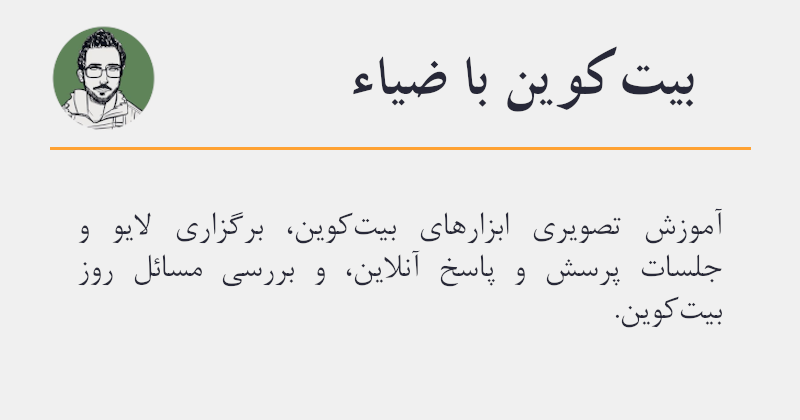 بیت‌کوین با ضیاء
آموزش تصویری ابزارهای بیت‌کوین، برگزاری لایو و
جلسات پرسش و پاسخ آنلاین، و بررسی مسائل روز
بیت‌کوین.